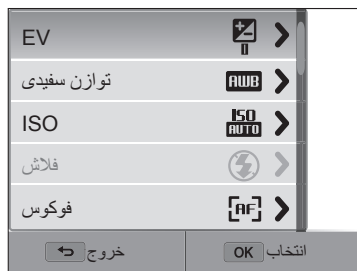 EV
توازن سفیدی AWB
ISO ISO AUTO
فلاش
فوکوس AF
خروج انتخاب OK